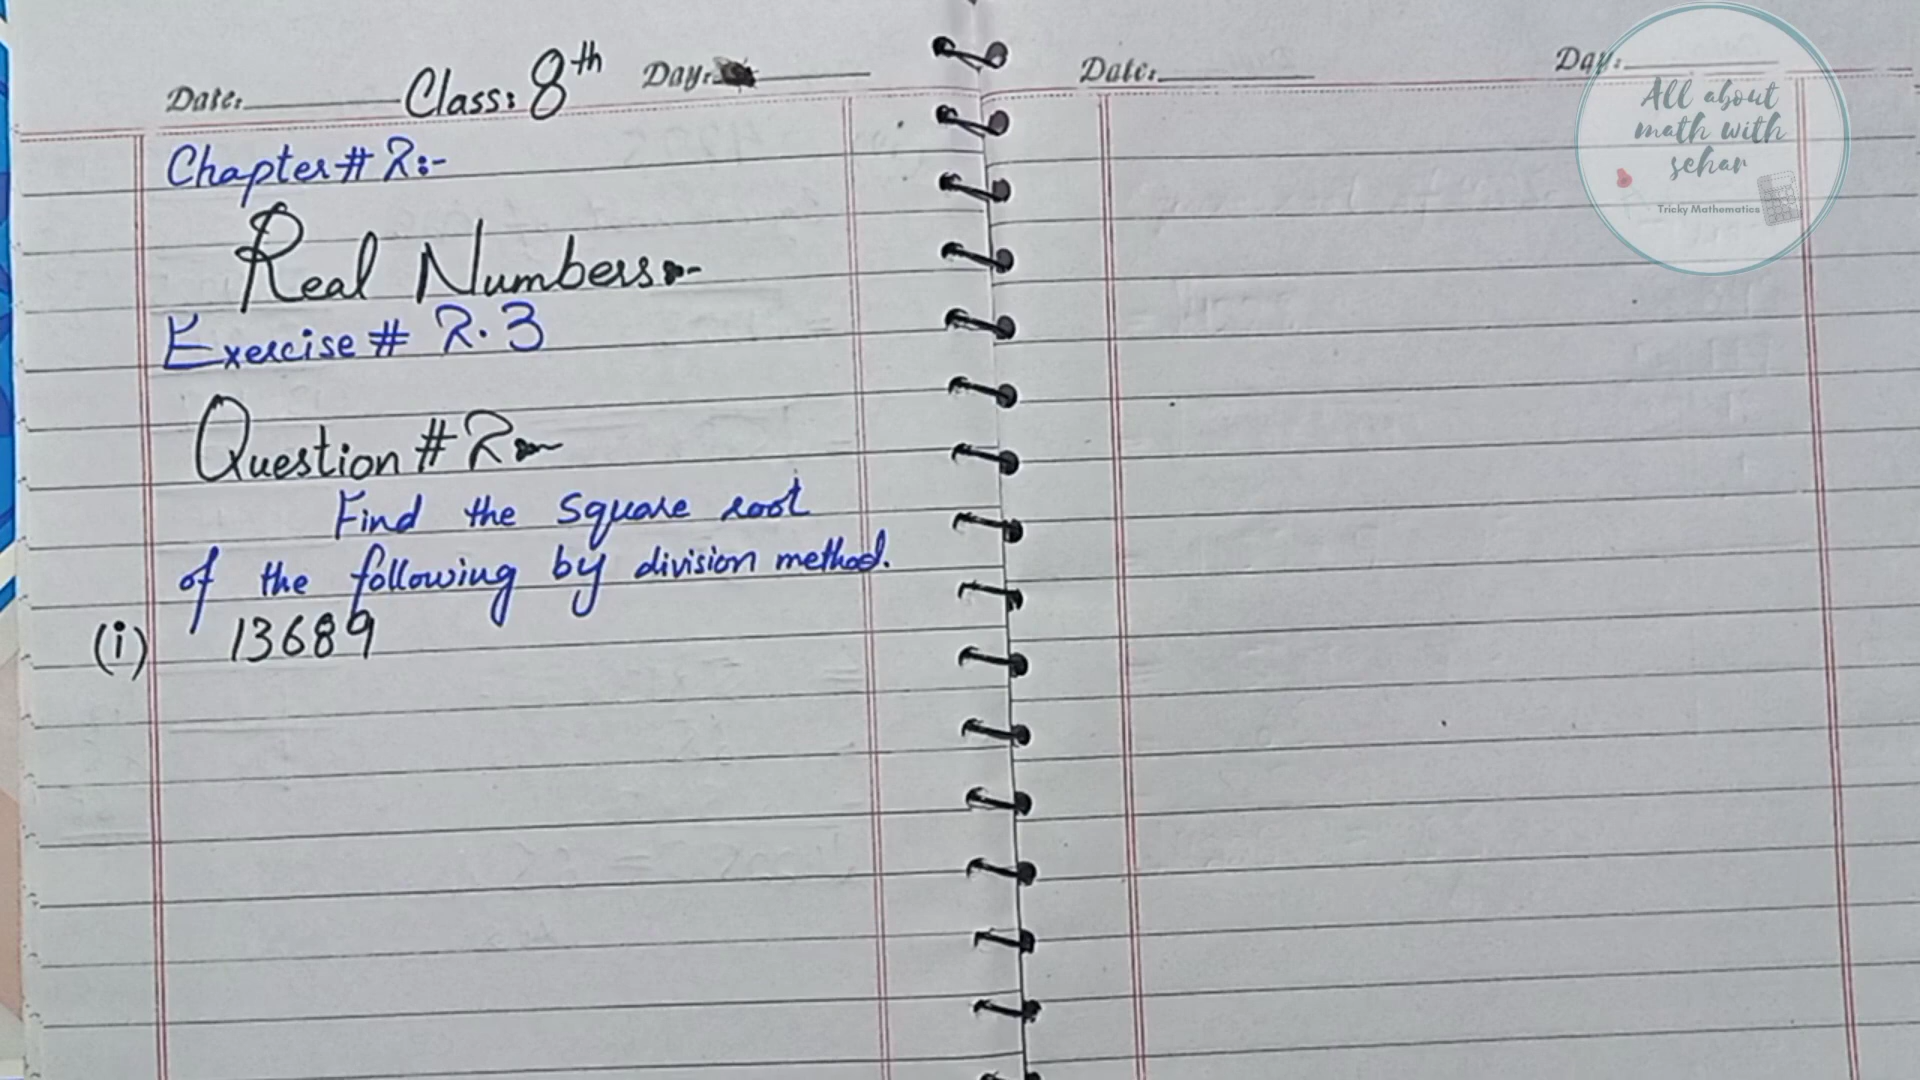 Date: Class: 8th Day:
Chapter # 2:-
Real Numbers:-
Exercise # 2.3
Question # 2:-
Find the square root
of the following by division method.
(i) 13689
Date: Day:
All about
math with
sehar
Tricky Mathematics